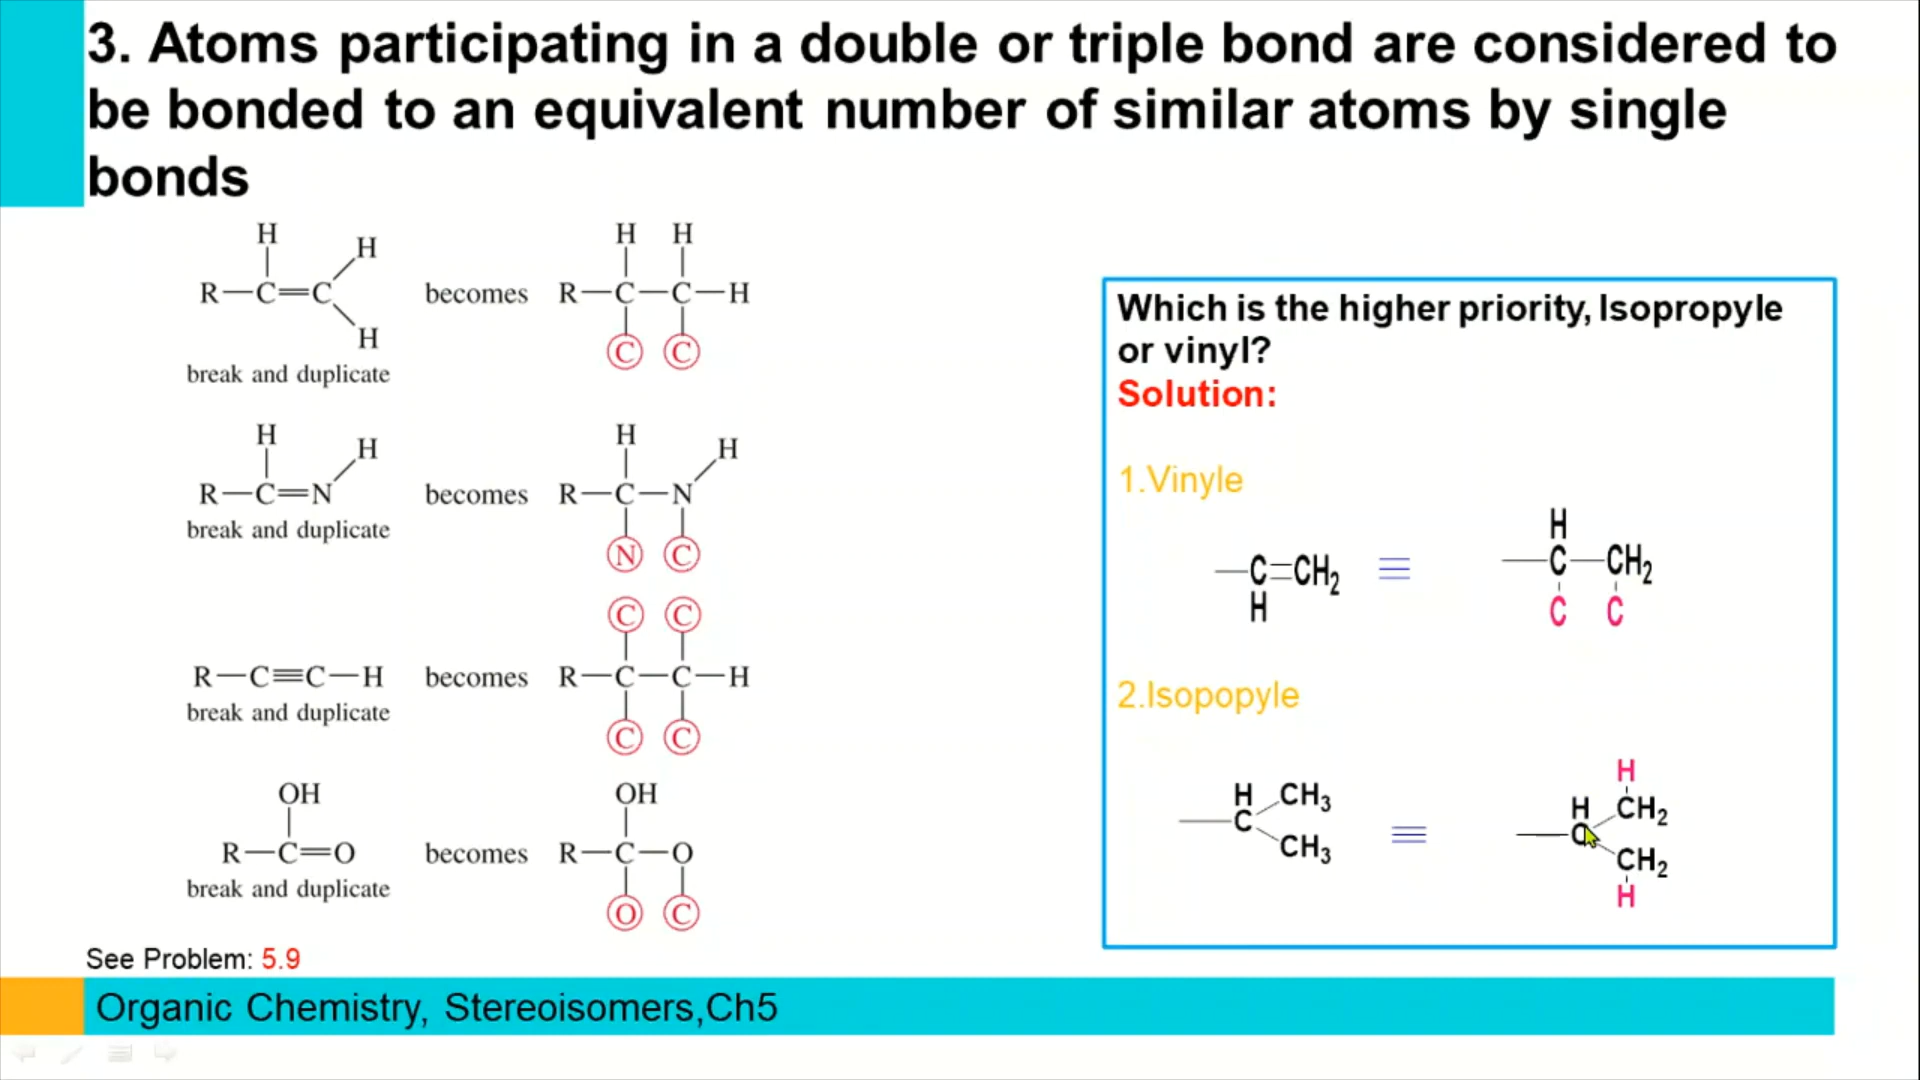 3. Atoms participating in a double or triple bond are considered to
be bonded to an equivalent number of similar atoms by single
bonds
H H
R—C=C
H
break and duplicate
becomes
H H
R—C—C—H
C C
H H
R—C=N
break and duplicate
becomes
H H
R—C—N
N C
R—C≡C—H
break and duplicate
becomes
C C
R—C—C—H
C C
OH
R—C=O
break and duplicate
becomes
OH
R—C—O
O C
See Problem: 5.9
Which is the higher priority, Isopropyle
or vinyl?
Solution:
1.Vinyle
—C=CH2
H
≡
H
—C—CH2
C C
2.Isopopyle
H CH3
—C
CH3
≡
H
H CH2
—C
CH2
H
Organic Chemistry, Stereoisomers,Ch5